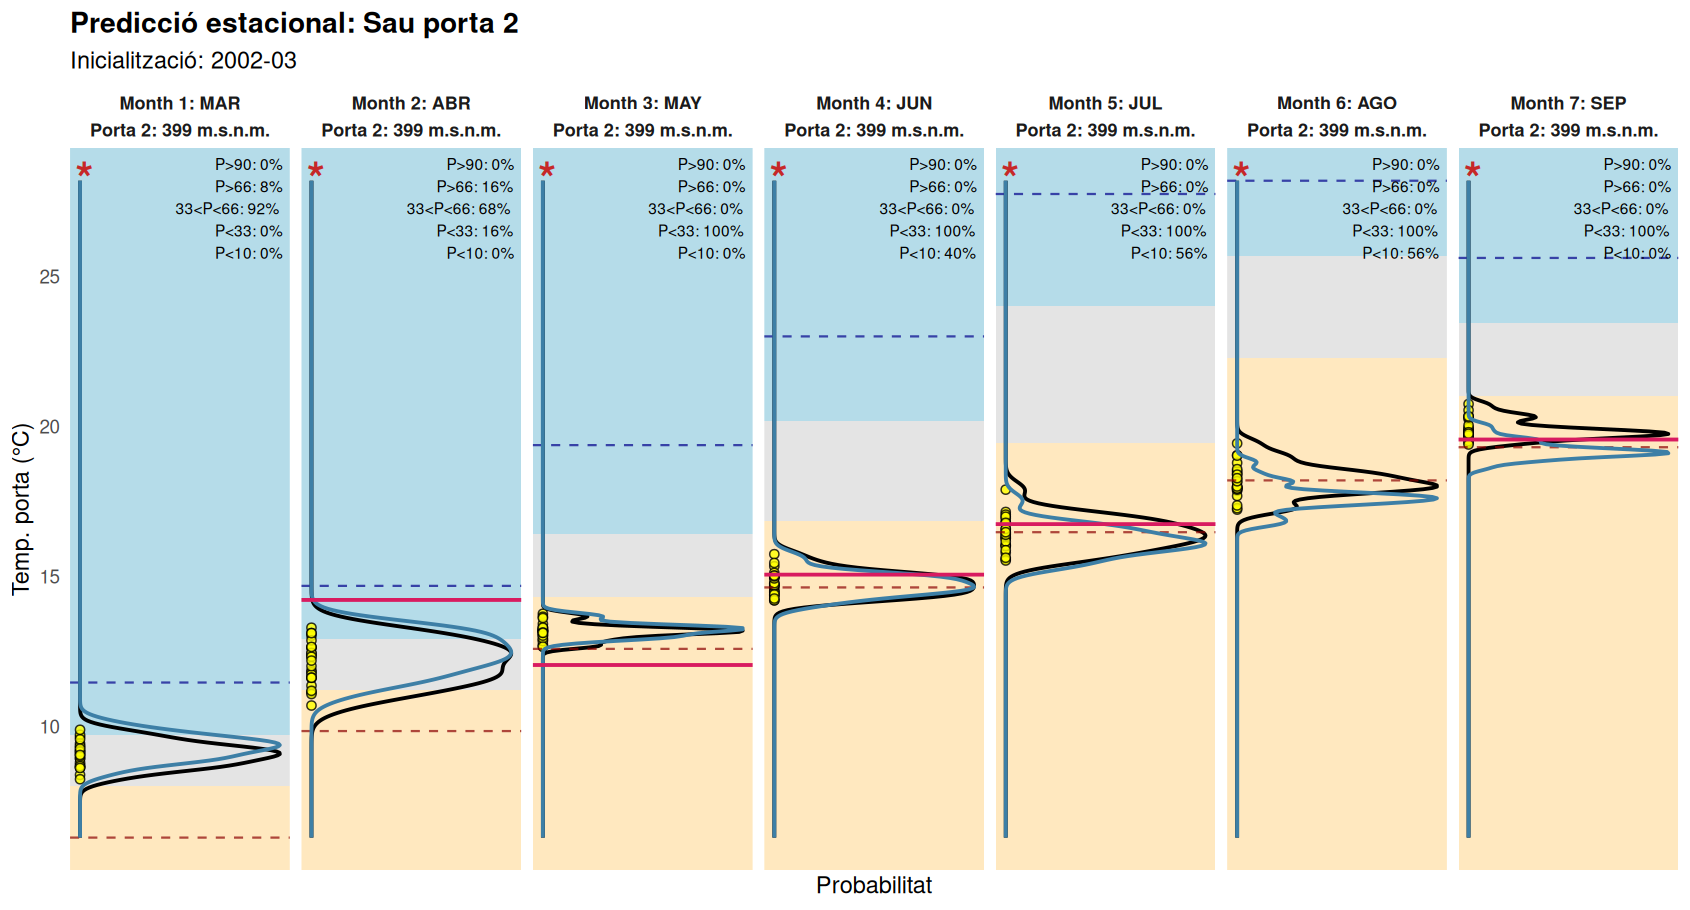 Predicció estacional: Sau porta 2
Inicialització: 2002-03
Month 1: MAR
Porta 2: 399 m.s.n.m.
Month 2: ABR
Porta 2: 399 m.s.n.m.
Month 3: MAY
Porta 2: 399 m.s.n.m.
Month 4: JUN
Porta 2: 399 m.s.n.m.
Month 5: JUL
Porta 2: 399 m.s.n.m.
Month 6: AGO
Porta 2: 399 m.s.n.m.
Month 7: SEP
Porta 2: 399 m.s.n.m.
*
P>90: 0%
P>66: 8%
33<P<66: 92%
P<33: 0%
P<10: 0%
*
P>90: 0%
P>66: 16%
33<P<66: 68%
P<33: 16%
P<10: 0%
*
P>90: 0%
P>66: 0%
33<P<66: 0%
P<33: 100%
P<10: 0%
*
P>90: 0%
P>66: 0%
33<P<66: 0%
P<33: 100%
P<10: 40%
*
P>90: 0%
P>66: 0%
33<P<66: 0%
P<33: 100%
P<10: 56%
*
P>90: 0%
P>66: 0%
33<P<66: 0%
P<33: 100%
P<10: 56%
*
P>90: 0%
P>66: 0%
33<P<66: 0%
P<33: 100%
P<10: 0%
25
20
15
10
Temp. porta (°C)
Probabilitat